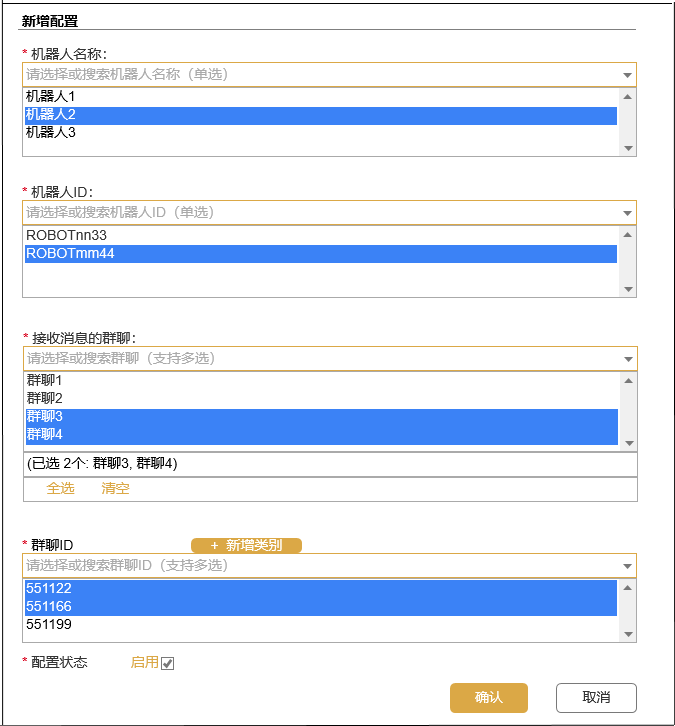 新增配置
* 机器人名称：
请选择或搜索机器人名称（单选）
机器人1
机器人2
机器人3
* 机器人ID：
请选择或搜索机器人ID（单选）
ROBOTnn33
ROBOTmm44
* 接收消息的群聊：
请选择或搜索群聊（支持多选）
群聊1
群聊2
群聊3
群聊4
(已选 2个: 群聊3, 群聊4)
全选 清空
* 群聊ID + 新增类别
请选择或搜索群聊ID（支持多选）
551122
551166
551199
* 配置状态 启用
确认 取消